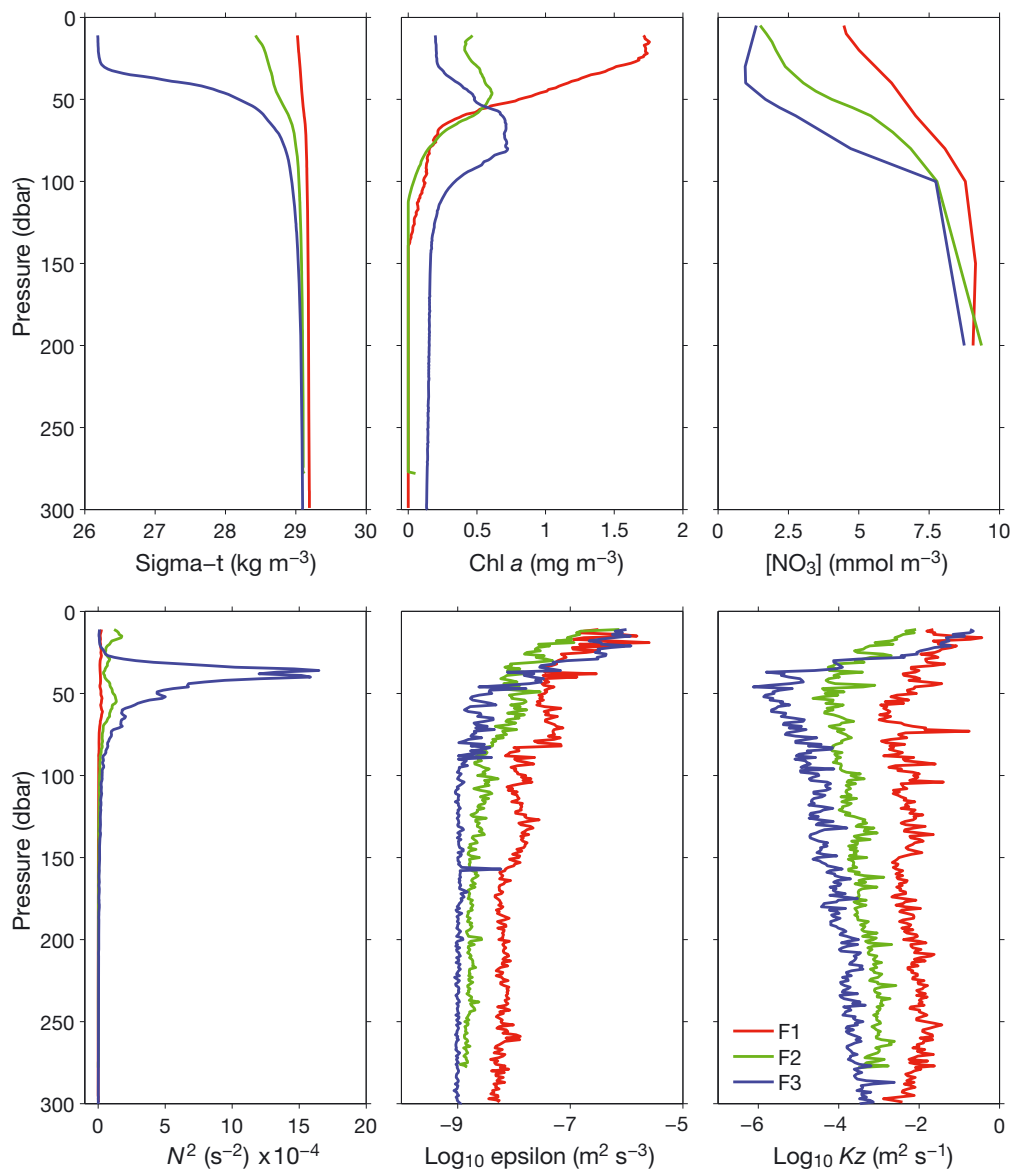 0
50
100
150
200
250
300
Pressure (dbar)
26 27 28 29 30
Sigma–t (kg m⁻³)
0 0.5 1 1.5 2
Chl a (mg m⁻³)
0 2.5 5 7.5 10
[NO₃] (mmol m⁻³)
0
50
100
150
200
250
300
Pressure (dbar)
0 5 10 15 20
N² (s⁻²) x10⁻⁴
−9 −7 −5
Log₁₀ epsilon (m² s⁻³)
F1
F2
F3
−6 −4 −2 0
Log₁₀ Kz (m² s⁻¹)